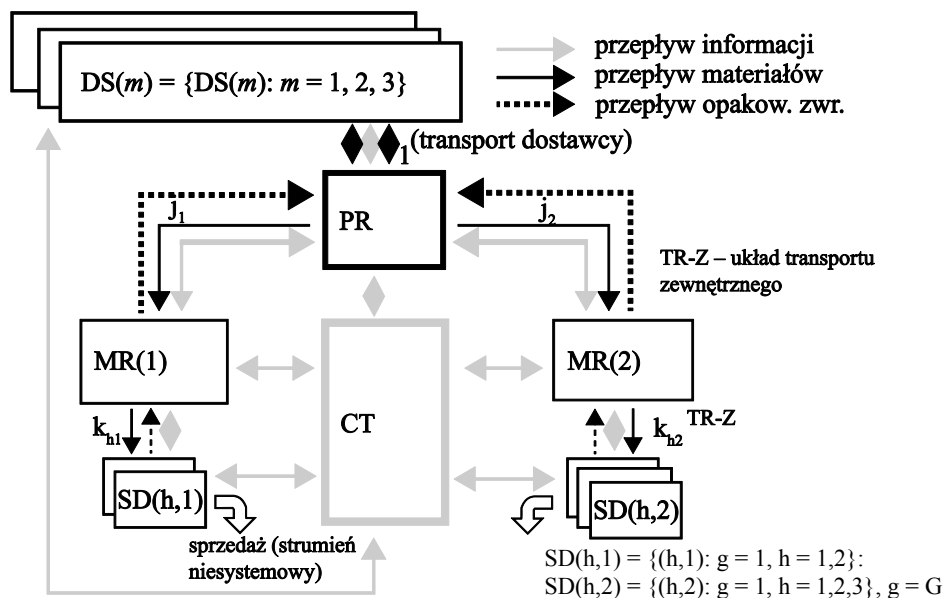 DS(m) = {DS(m): m = 1, 2, 3}
przepływ informacji
przepływ materiałów
przepływ opakow. zwr.
1 (transport dostawcy)
PR
j1
j2
TR-Z – układ transportu
zewnętrznego
MR(1)
MR(2)
CT
kh1
kh2
TR-Z
SD(h,1)
SD(h,2)
sprzedaż (strumień
niesystemowy)
SD(h,1) = {(h,1): g = 1, h = 1,2}:
SD(h,2) = {(h,2): g = 1, h = 1,2,3}, g = G